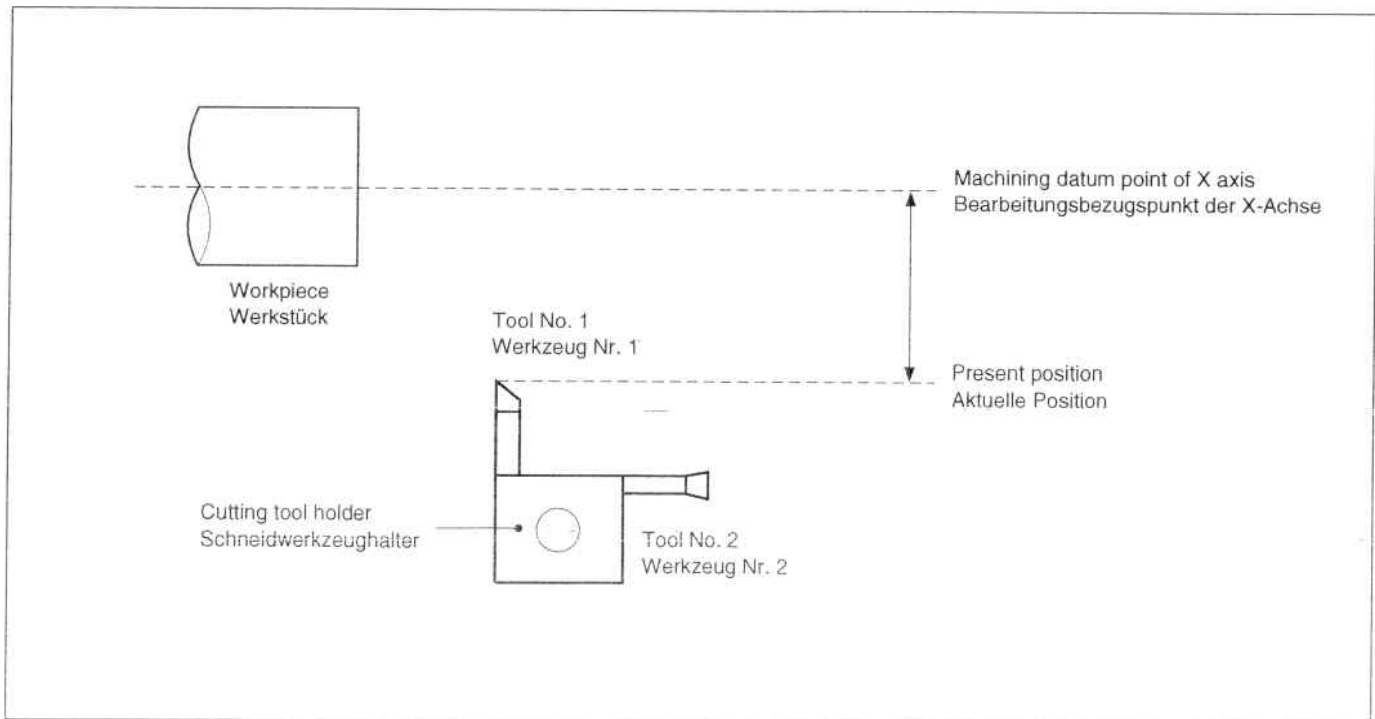 Machining datum point of X axis
Bearbeitungsbezugspunkt der X-Achse
Workpiece
Werkstück
Tool No. 1
Werkzeug Nr. 1
Present position
Aktuelle Position
Cutting tool holder
Schneidwerkzeughalter
Tool No. 2
Werkzeug Nr. 2